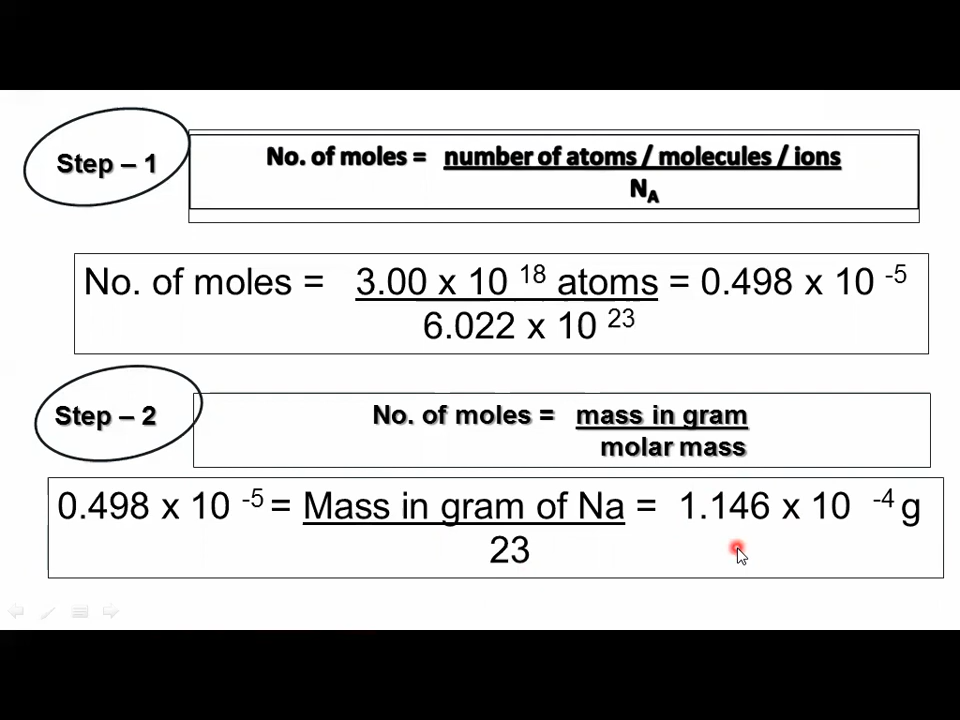 Step – 1
No. of moles = number of atoms / molecules / ions
N_A
No. of moles = 3.00 x 10 ^18 atoms = 0.498 x 10 ^-5
6.022 x 10 ^23
Step – 2
No. of moles = mass in gram
molar mass
0.498 x 10 ^-5 = Mass in gram of Na = 1.146 x 10 ^-4 g
23